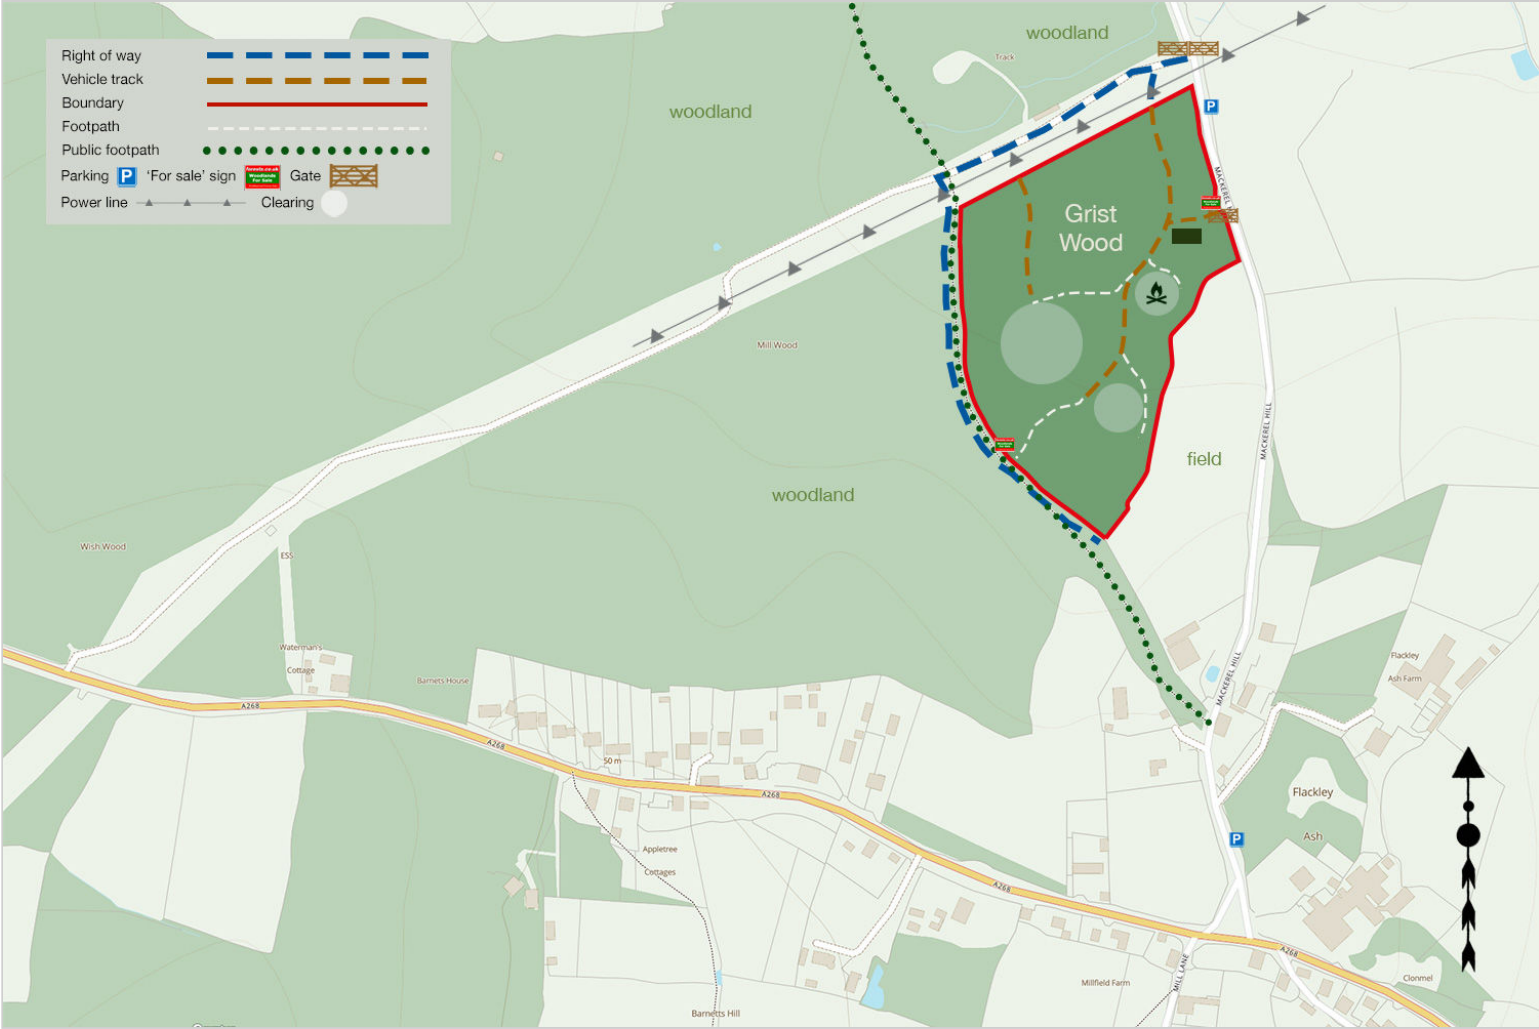 Right of way
Vehicle track
Boundary
Footpath
Public footpath
Parking P 'For sale' sign Gate
Power line Clearing
woodland
Track
woodland
P
MACKEREL H
Grist
Wood
Mill Wood
MACKEREL HILL
field
woodland
Wish Wood
ESS
Waterman's
Cottage
Barnets House
MACKEREL HILL
Flackley
Ash Farm
A268
A268
50 m
A268
Flackley
Ash
P
Appletree
Cottages
A268
A268
MILL LANE
Millfield Farm
Clonmel
Barnetts Hill